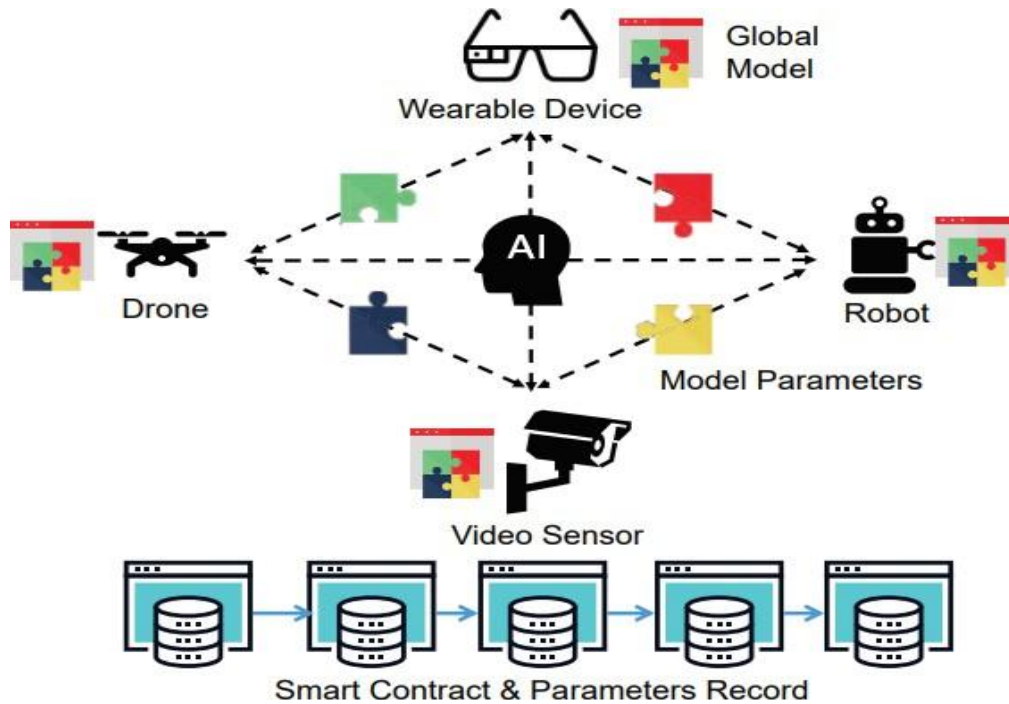 Global
Model
Wearable Device
AI
Drone
Robot
Model Parameters
Video Sensor
Smart Contract & Parameters Record